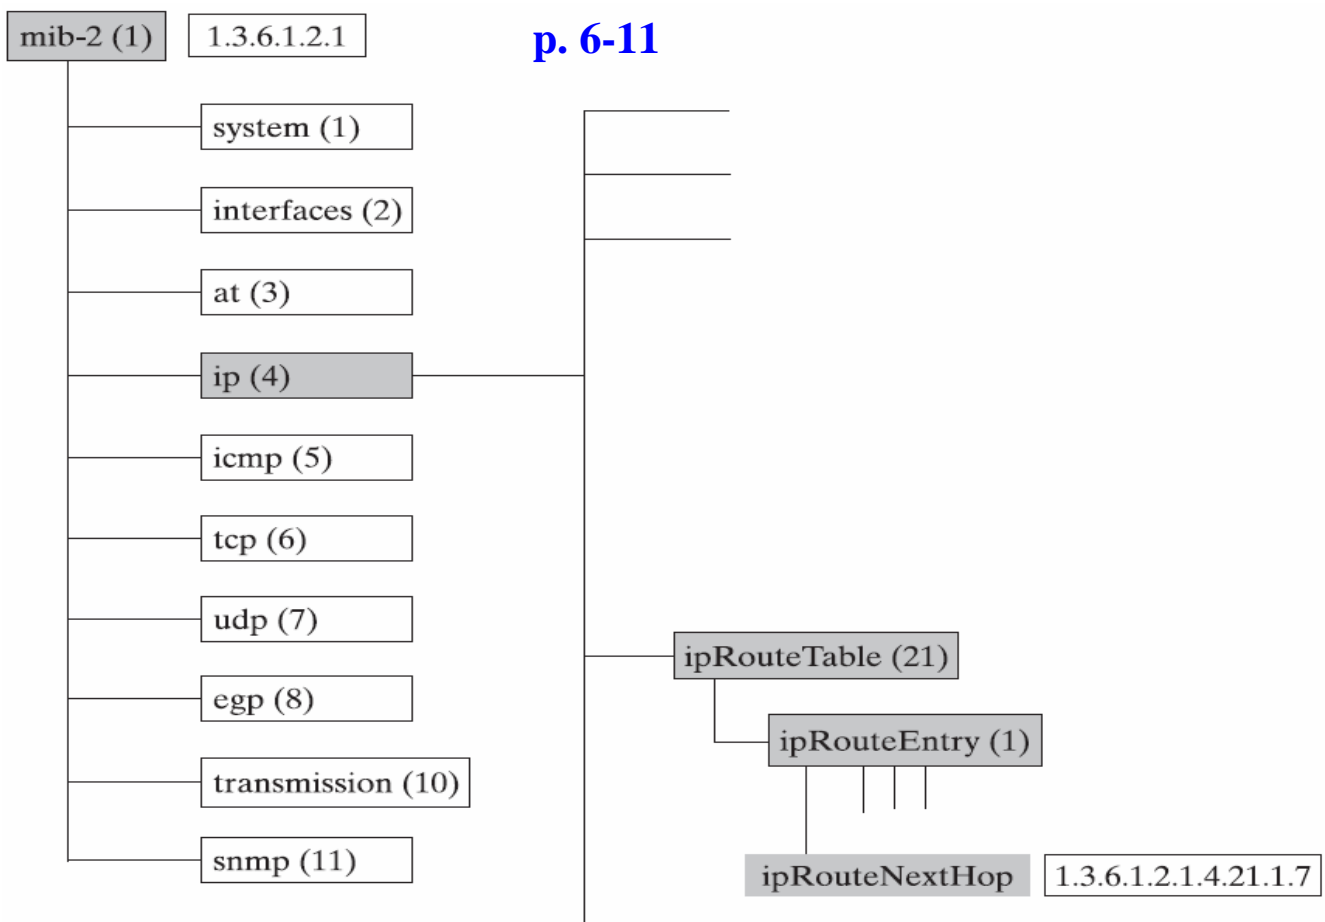 mib-2 (1)
1.3.6.1.2.1
p. 6-11
system (1)
interfaces (2)
at (3)
ip (4)
icmp (5)
tcp (6)
udp (7)
egp (8)
transmission (10)
snmp (11)
ipRouteTable (21)
ipRouteEntry (1)
ipRouteNextHop
1.3.6.1.2.1.4.21.1.7